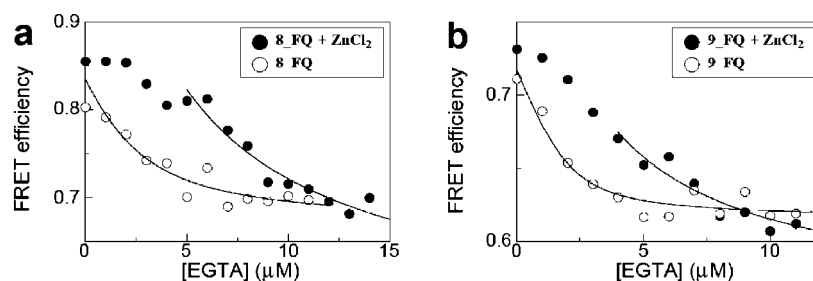 a
0.9
0.8
0.7
FRET efficiency
● 8_FQ + ZnCl₂
○ 8_FQ
0 5 10 15
[EGTA] (μM)
b
0.7
0.6
FRET efficiency
● 9_FQ + ZnCl₂
○ 9_FQ
0 5 10
[EGTA] (μM)